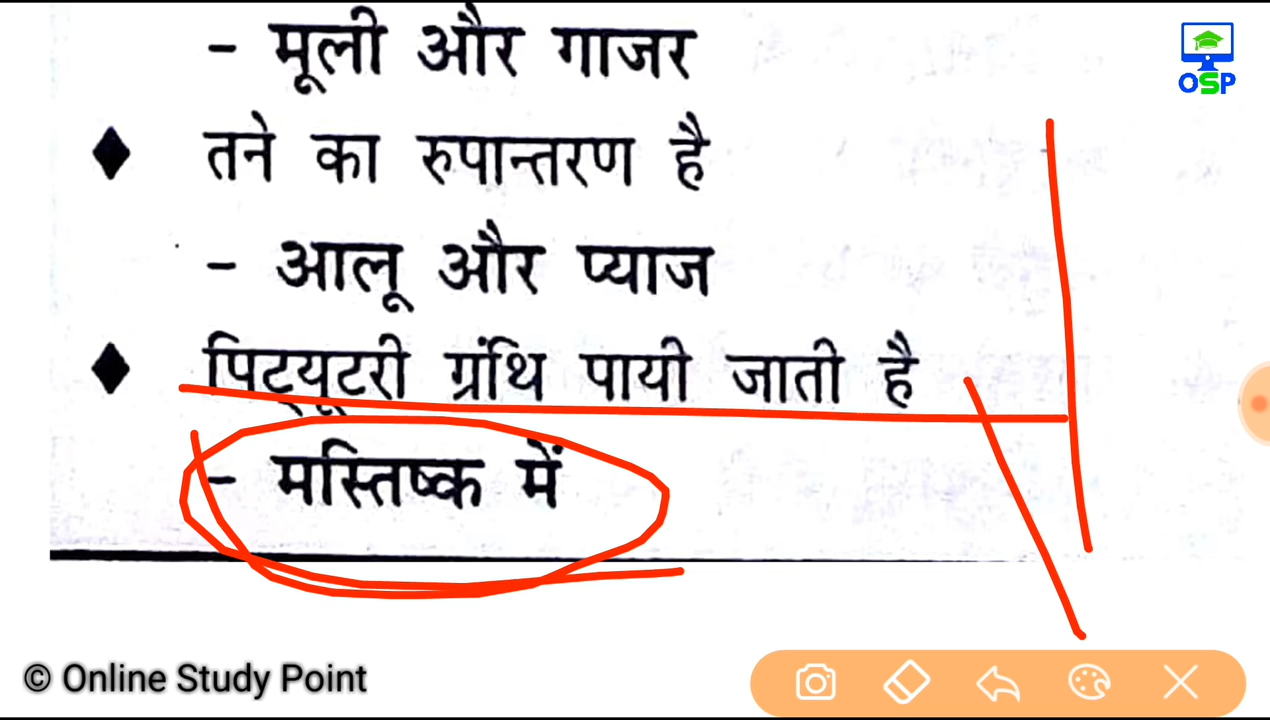 - मूली और गाजर
OSP
♦ तने का रुपान्तरण है
- आलू और प्याज
♦ पिट्यूटरी ग्रंथि पायी जाती है
- मस्तिष्क में
© Online Study Point